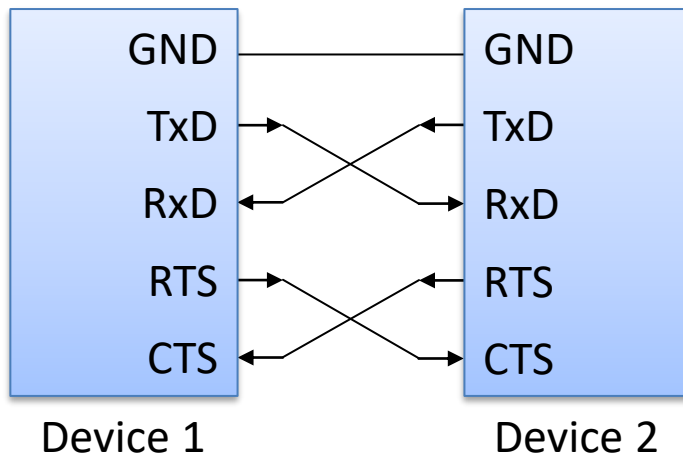 GND GND
TxD TxD
RxD RxD
RTS RTS
CTS CTS
Device 1 Device 2